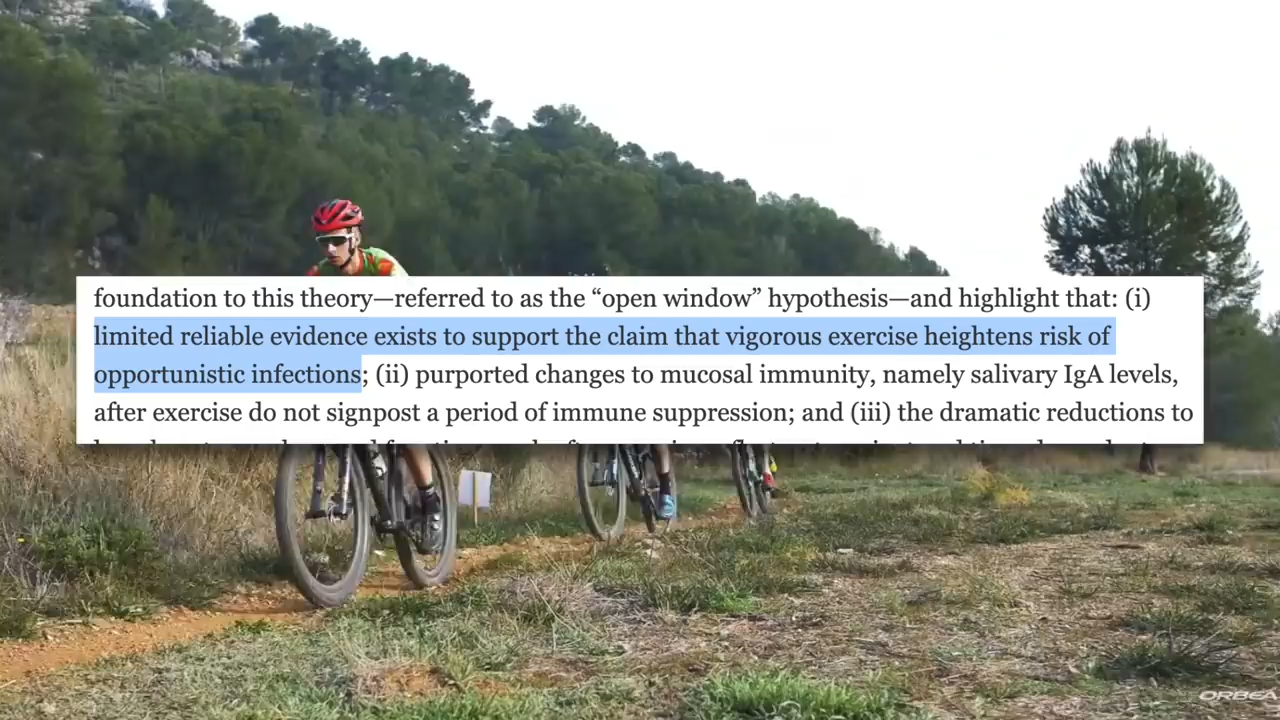 foundation to this theory—referred to as the “open window” hypothesis—and highlight that: (i)
limited reliable evidence exists to support the claim that vigorous exercise heightens risk of
opportunistic infections; (ii) purported changes to mucosal immunity, namely salivary IgA levels,
after exercise do not signpost a period of immune suppression; and (iii) the dramatic reductions to
ORBEA